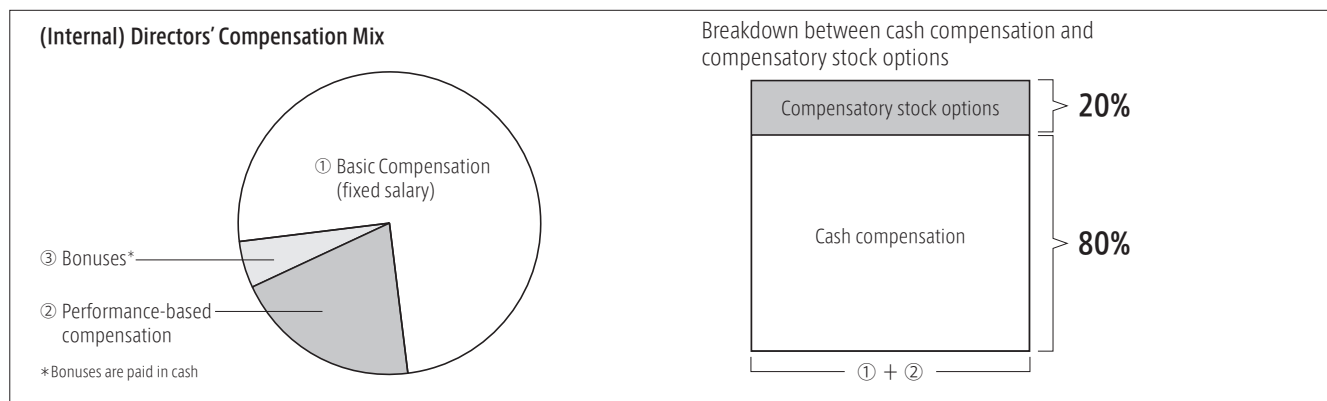 (Internal) Directors’ Compensation Mix
① Basic Compensation
(fixed salary)
③ Bonuses*
② Performance-based
compensation
*Bonuses are paid in cash
Breakdown between cash compensation and
compensatory stock options
Compensatory stock options
20%
Cash compensation
80%
① + ②